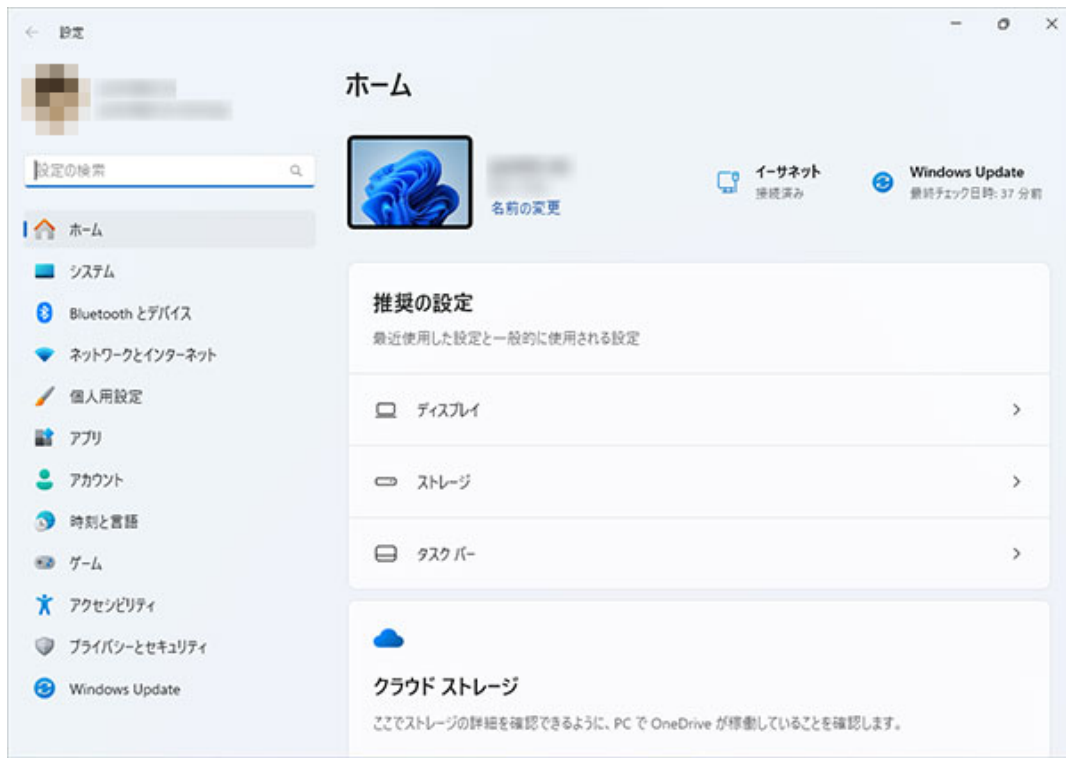 設定
設定の検索
ホーム
システム
Bluetooth とデバイス
ネットワークとインターネット
個人用設定
アプリ
アカウント
時刻と言語
ゲーム
アクセシビリティ
プライバシーとセキュリティ
Windows Update
ホーム
名前の変更
イーサネット
接続済み
Windows Update
最終チェック日時: 37 分前
推奨の設定
最近使用した設定と一般的に使用される設定
ディスプレイ
ストレージ
タスク バー
クラウド ストレージ
ここでストレージの詳細を確認できるように、PC で OneDrive が稼働していることを確認します。